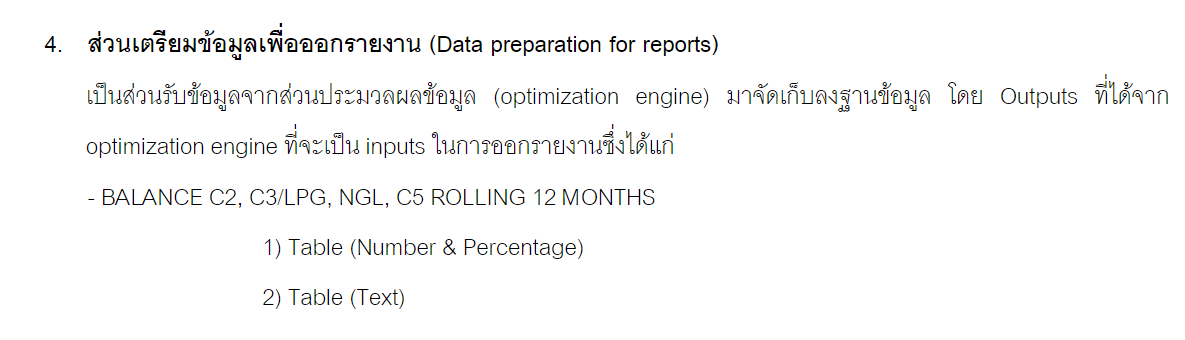 4. ส่วนเตรียมข้อมูลเพื่อออกรายงาน (Data preparation for reports)
เป็นส่วนรับข้อมูลจากส่วนประมวลผลข้อมูล (optimization engine) มาจัดเก็บลงฐานข้อมูล โดย Outputs ที่ได้จาก
optimization engine ที่จะเป็น inputs ในการออกรายงานซึ่งได้แก่
- BALANCE C2, C3/LPG, NGL, C5 ROLLING 12 MONTHS
1) Table (Number & Percentage)
2) Table (Text)